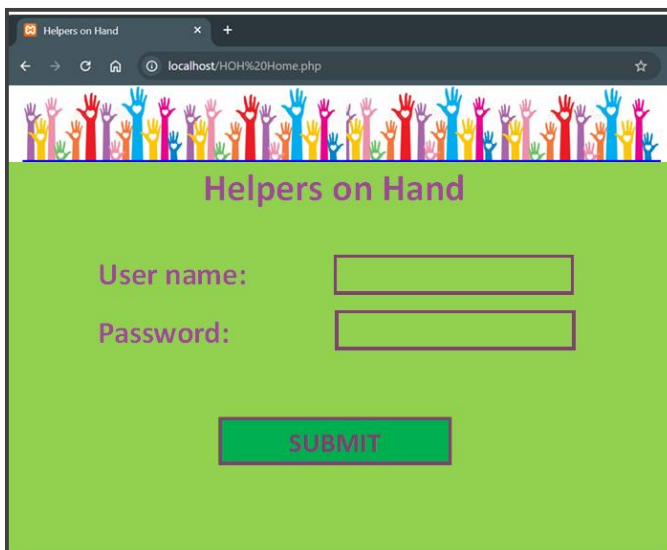 Helpers on Hand
localhost/HOH%20Home.php
Helpers on Hand
User name:
Password:
SUBMIT